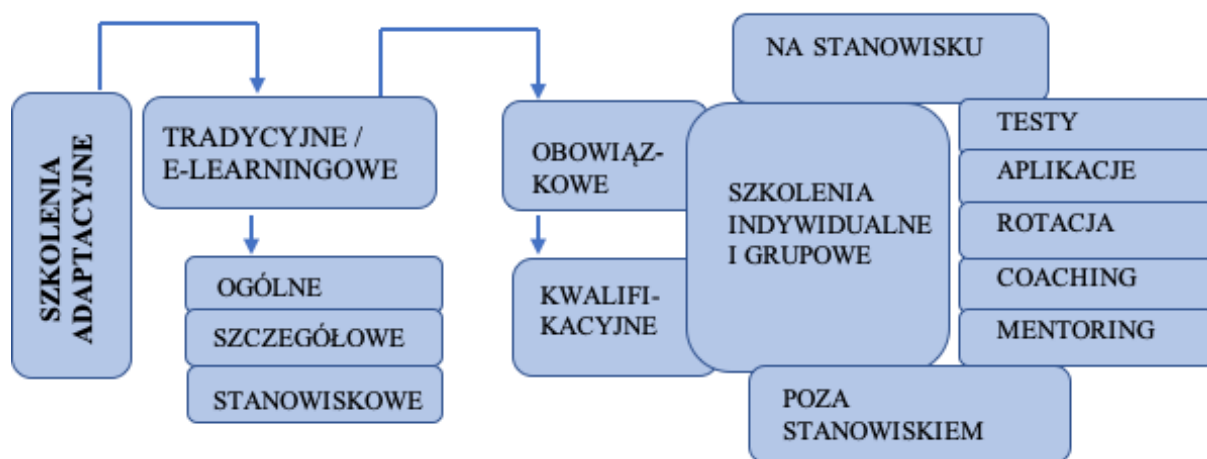 SZKOLENIA
ADAPTACYJNE
TRADYCYJNE /
E-LEARNINGOWE
OGÓLNE
SZCZEGÓŁOWE
STANOWISKOWE
OBOWIĄZ-
KOWE
KWALIFI-
KACYJNE
NA STANOWISKU
SZKOLENIA
INDYWIDUALNE
I GRUPOWE
POZA
STANOWISKIEM
TESTY
APLIKACJE
ROTACJA
COACHING
MENTORING